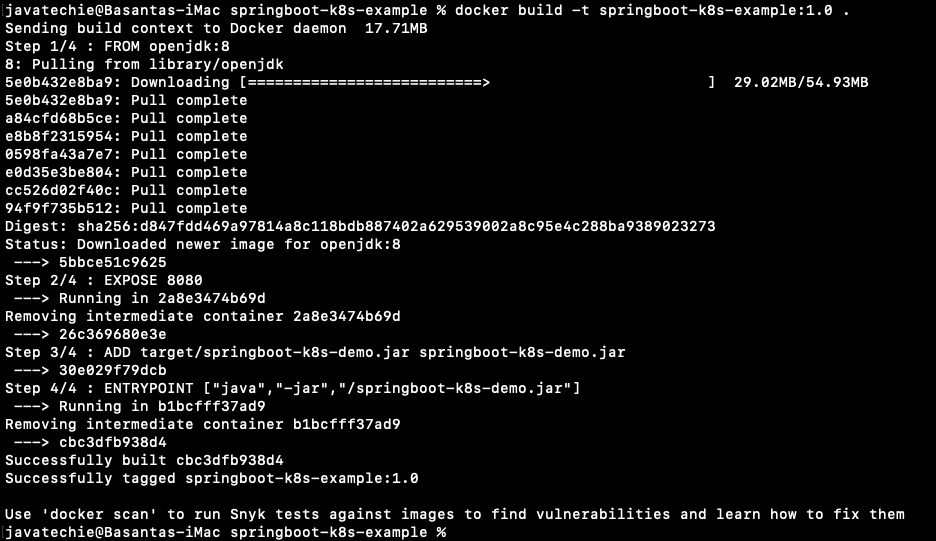 javatechie@Basantas-iMac springboot-k8s-example % docker build -t springboot-k8s-example:1.0 .
Sending build context to Docker daemon  17.71MB
Step 1/4 : FROM openjdk:8
8: Pulling from library/openjdk
5e0b432e8ba9: Downloading [==========================>                        ]  29.02MB/54.93MB
5e0b432e8ba9: Pull complete
a84cfd68b5ce: Pull complete
e8b8f2315954: Pull complete
0598fa43a7e7: Pull complete
e0d35e3be804: Pull complete
cc526d02f40c: Pull complete
94f9f735b512: Pull complete
Digest: sha256:d847fdd469a97814a8c118bdb887402a629539002a8c95e4c288ba9389023273
Status: Downloaded newer image for openjdk:8
 ---> 5bbce51c9625
Step 2/4 : EXPOSE 8080
 ---> Running in 2a8e3474b69d
Removing intermediate container 2a8e3474b69d
 ---> 26c369680e3e
Step 3/4 : ADD target/springboot-k8s-demo.jar springboot-k8s-demo.jar
 ---> 30e029f79dcb
Step 4/4 : ENTRYPOINT ["java","-jar","/springboot-k8s-demo.jar"]
 ---> Running in b1bcfff37ad9
Removing intermediate container b1bcfff37ad9
 ---> cbc3dfb938d4
Successfully built cbc3dfb938d4
Successfully tagged springboot-k8s-example:1.0

Use 'docker scan' to run Snyk tests against images to find vulnerabilities and learn how to fix them
javatechie@Basantas-iMac springboot-k8s-example %